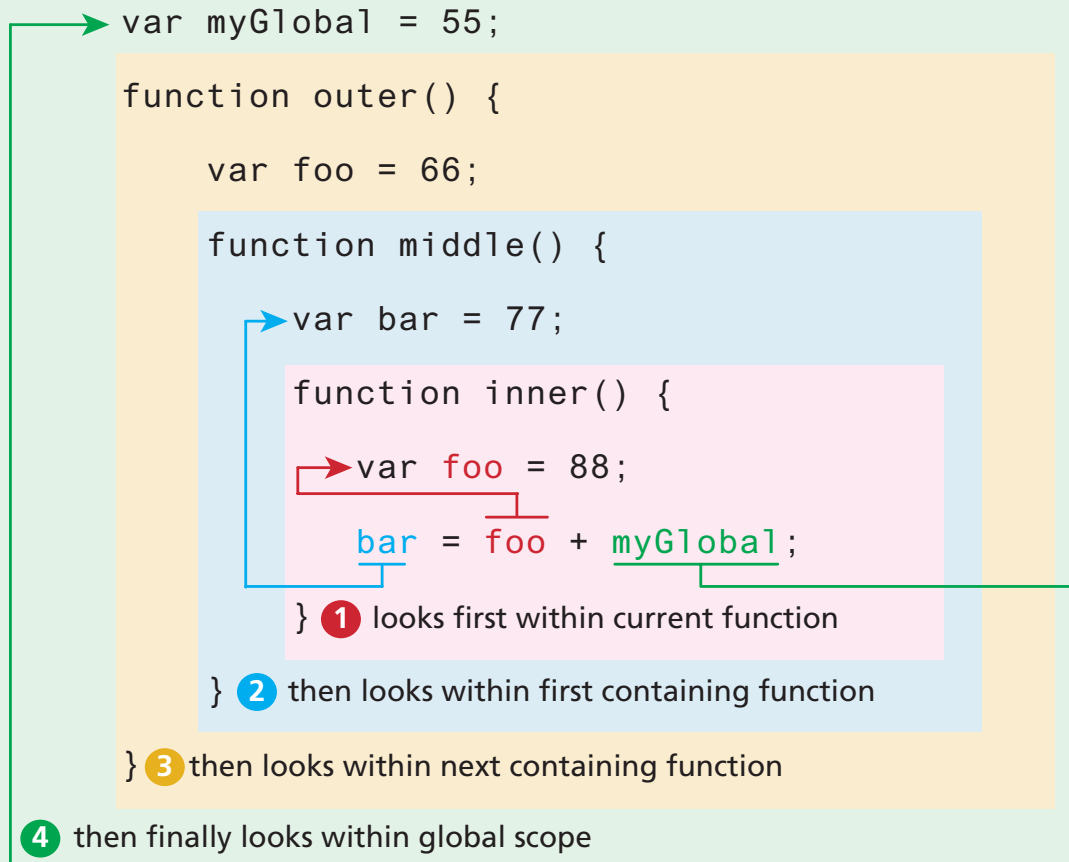 var myGlobal = 55;
function outer() {
var foo = 66;
function middle() {
var bar = 77;
function inner() {
var foo = 88;
bar = foo + myGlobal;
} 1 looks first within current function
} 2 then looks within first containing function
} 3 then looks within next containing function
4 then finally looks within global scope